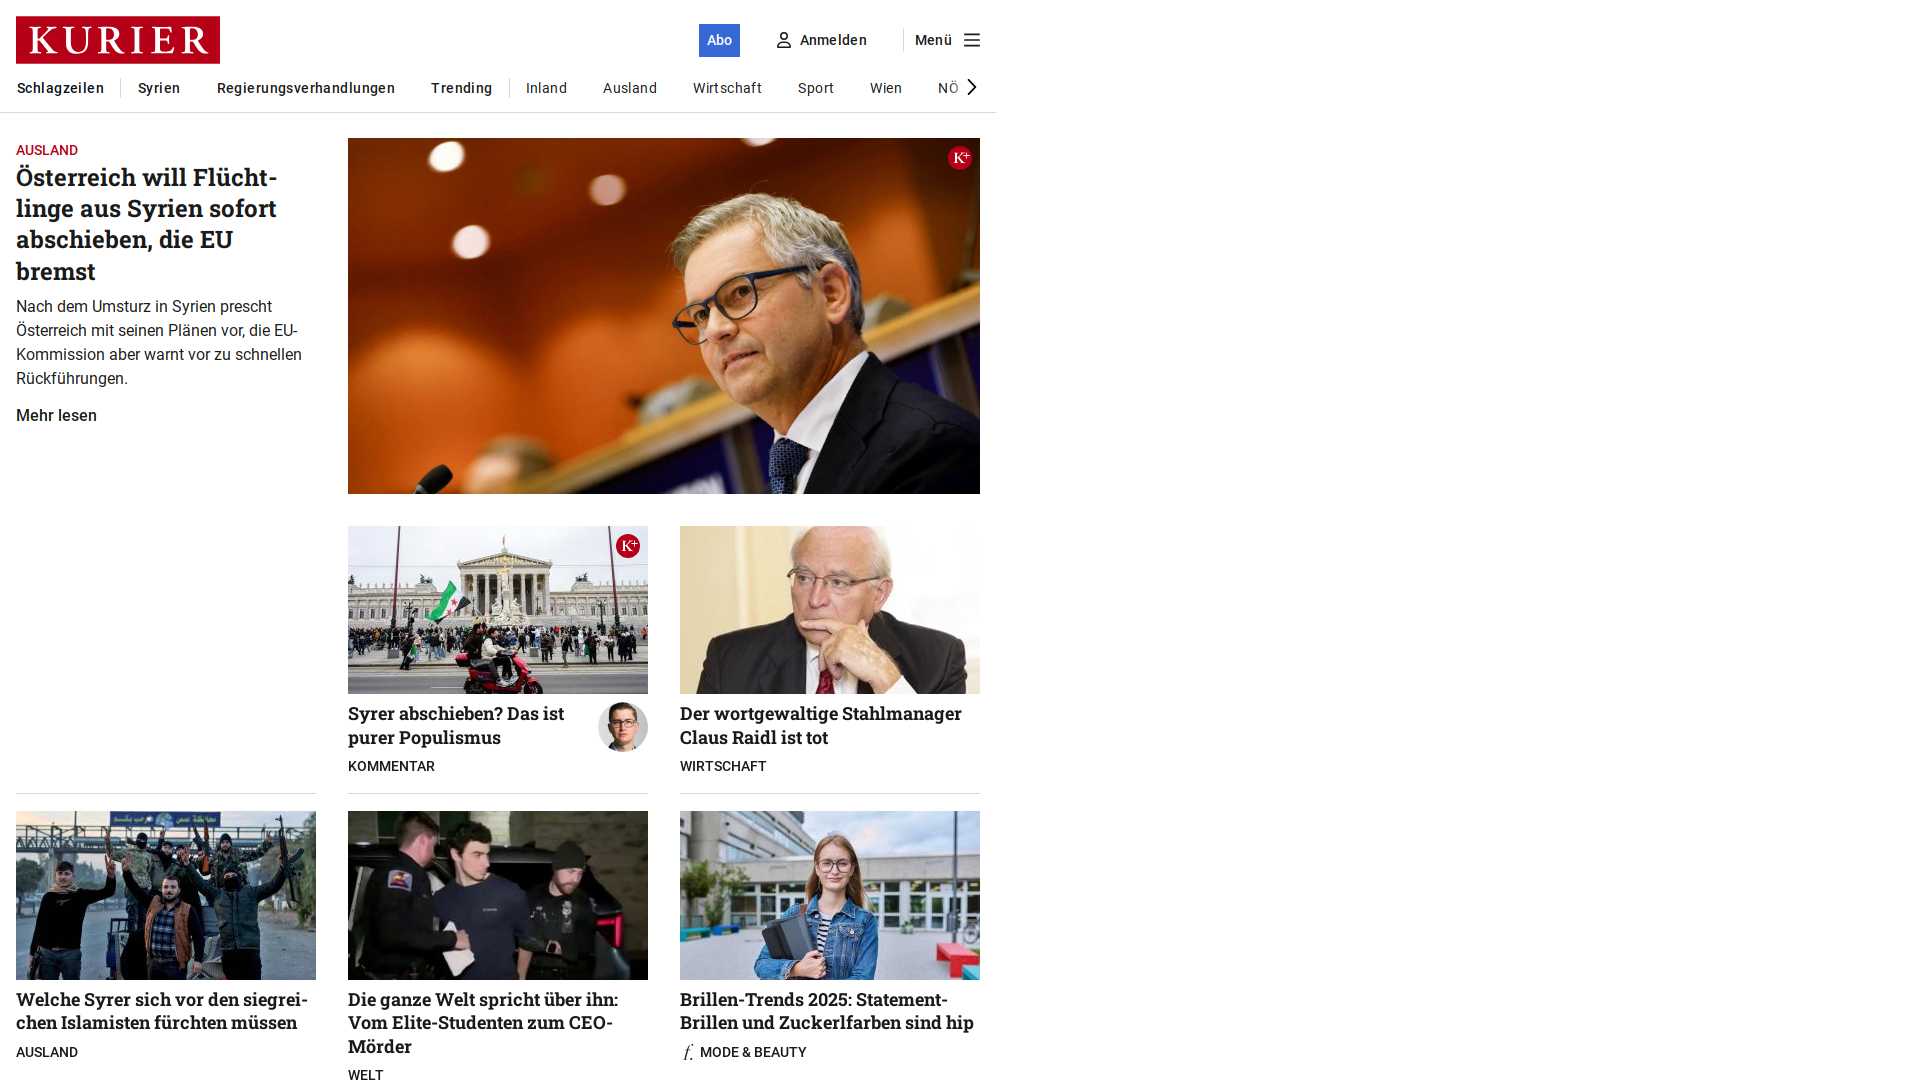 KURIER
Abo
Anmelden
Menü
Schlagzeilen
Syrien
Regierungsverhandlungen
Trending
Inland
Ausland
Wirtschaft
Sport
Wien
NÖ
AUSLAND
Österreich will Flücht-
linge aus Syrien sofort
abschieben, die EU
bremst
Nach dem Umsturz in Syrien prescht
Österreich mit seinen Plänen vor, die EU-
Kommission aber warnt vor zu schnellen
Rückführungen.
Mehr lesen
K+
K+
Syrer abschieben? Das ist
purer Populismus
KOMMENTAR
Der wortgewaltige Stahlmanager
Claus Raidl ist tot
WIRTSCHAFT
Welche Syrer sich vor den siegrei-
chen Islamisten fürchten müssen
AUSLAND
Die ganze Welt spricht über ihn:
Vom Elite-Studenten zum CEO-
Mörder
WELT
Brillen-Trends 2025: Statement-
Brillen und Zuckerlfarben sind hip
f. MODE & BEAUTY